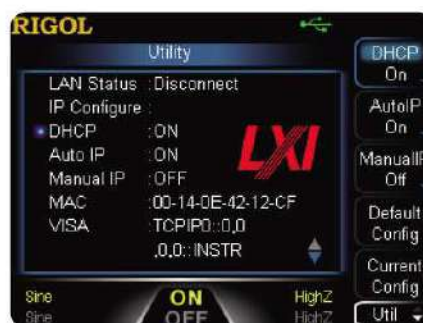 RIGOL
Utility
LAN Status :Disconnect
IP Configure :
DHCP :ON
Auto IP :ON
Manual IP :OFF
MAC :00-14-0E-42-12-CF
VISA :TCPIP0::0,0
,0,0::INSTR
LXI
DHCP
On
AutoIP
On
ManualIP
Off
Default
Config
Current
Config
Util
Sine ON HighZ
Sine OFF HighZ